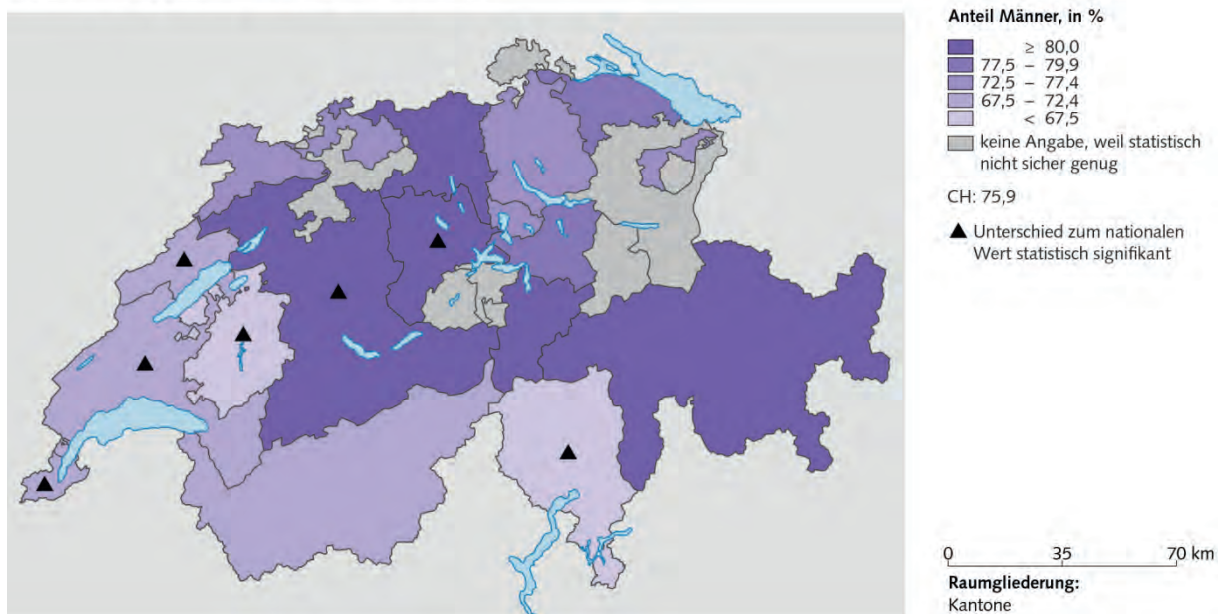 Anteil Männer, in %
≥ 80,0
77,5 – 79,9
72,5 – 77,4
67,5 – 72,4
< 67,5
keine Angabe, weil statistisch
nicht sicher genug
CH: 75,9
▲ Unterschied zum nationalen
Wert statistisch signifikant
0 35 70 km
Raumgliederung:
Kantone